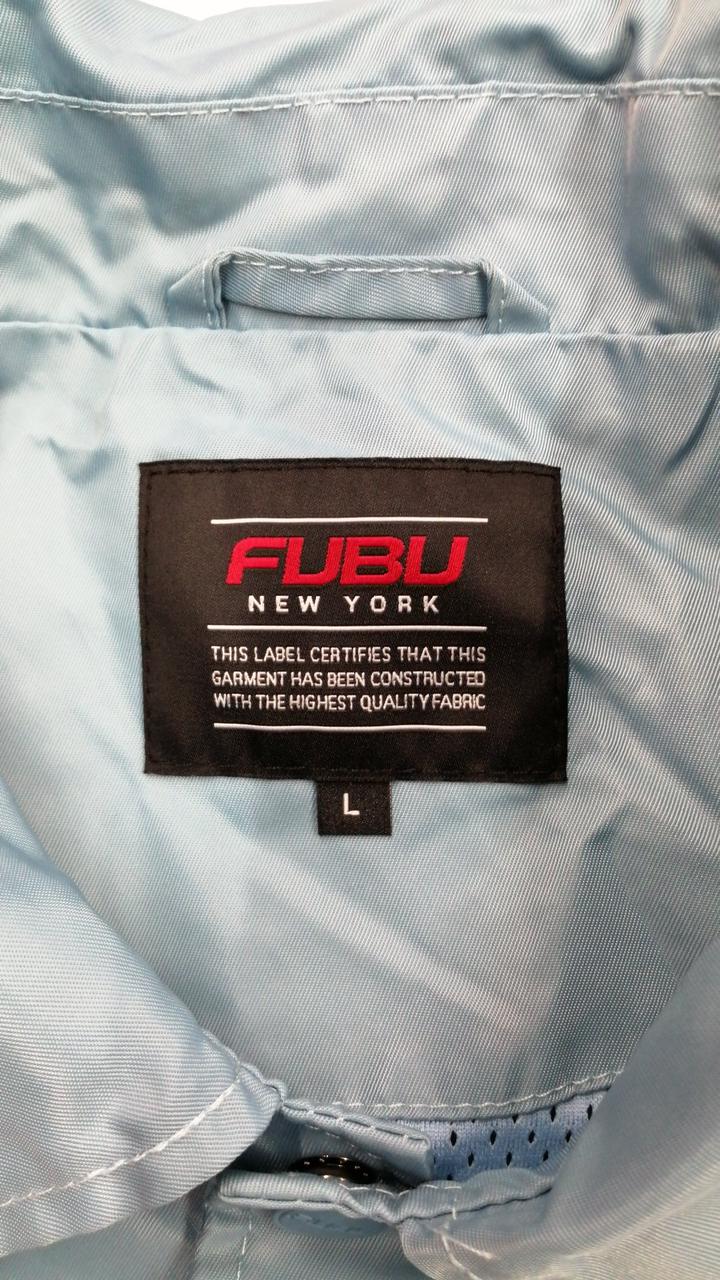 FUBU
NEW YORK
THIS LABEL CERTIFIES THAT THIS
GARMENT HAS BEEN CONSTRUCTED
WITH THE HIGHEST QUALITY FABRIC
L